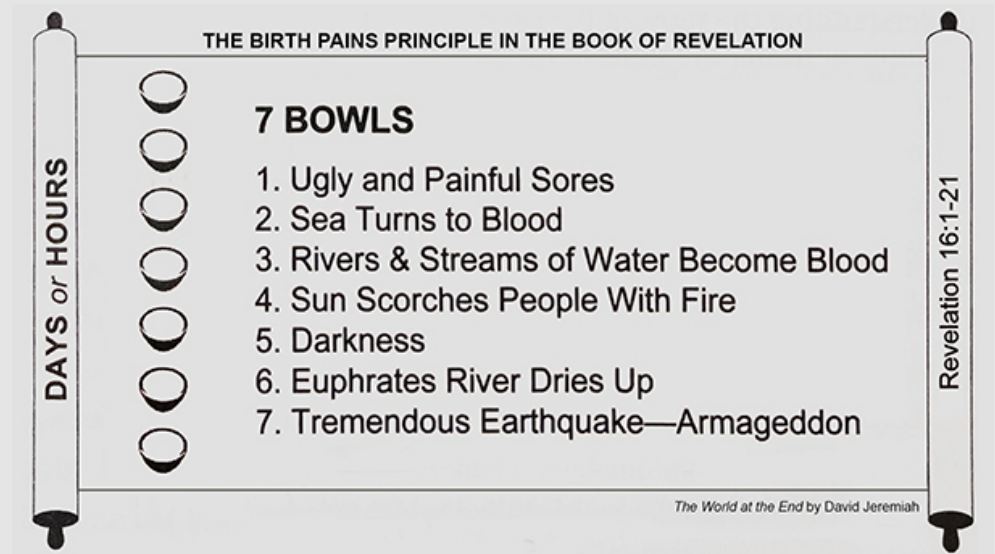 THE BIRTH PAINS PRINCIPLE IN THE BOOK OF REVELATION
DAYS or HOURS
7 BOWLS
1. Ugly and Painful Sores
2. Sea Turns to Blood
3. Rivers & Streams of Water Become Blood
4. Sun Scorches People With Fire
5. Darkness
6. Euphrates River Dries Up
7. Tremendous Earthquake—Armageddon
Revelation 16:1-21
The World at the End by David Jeremiah